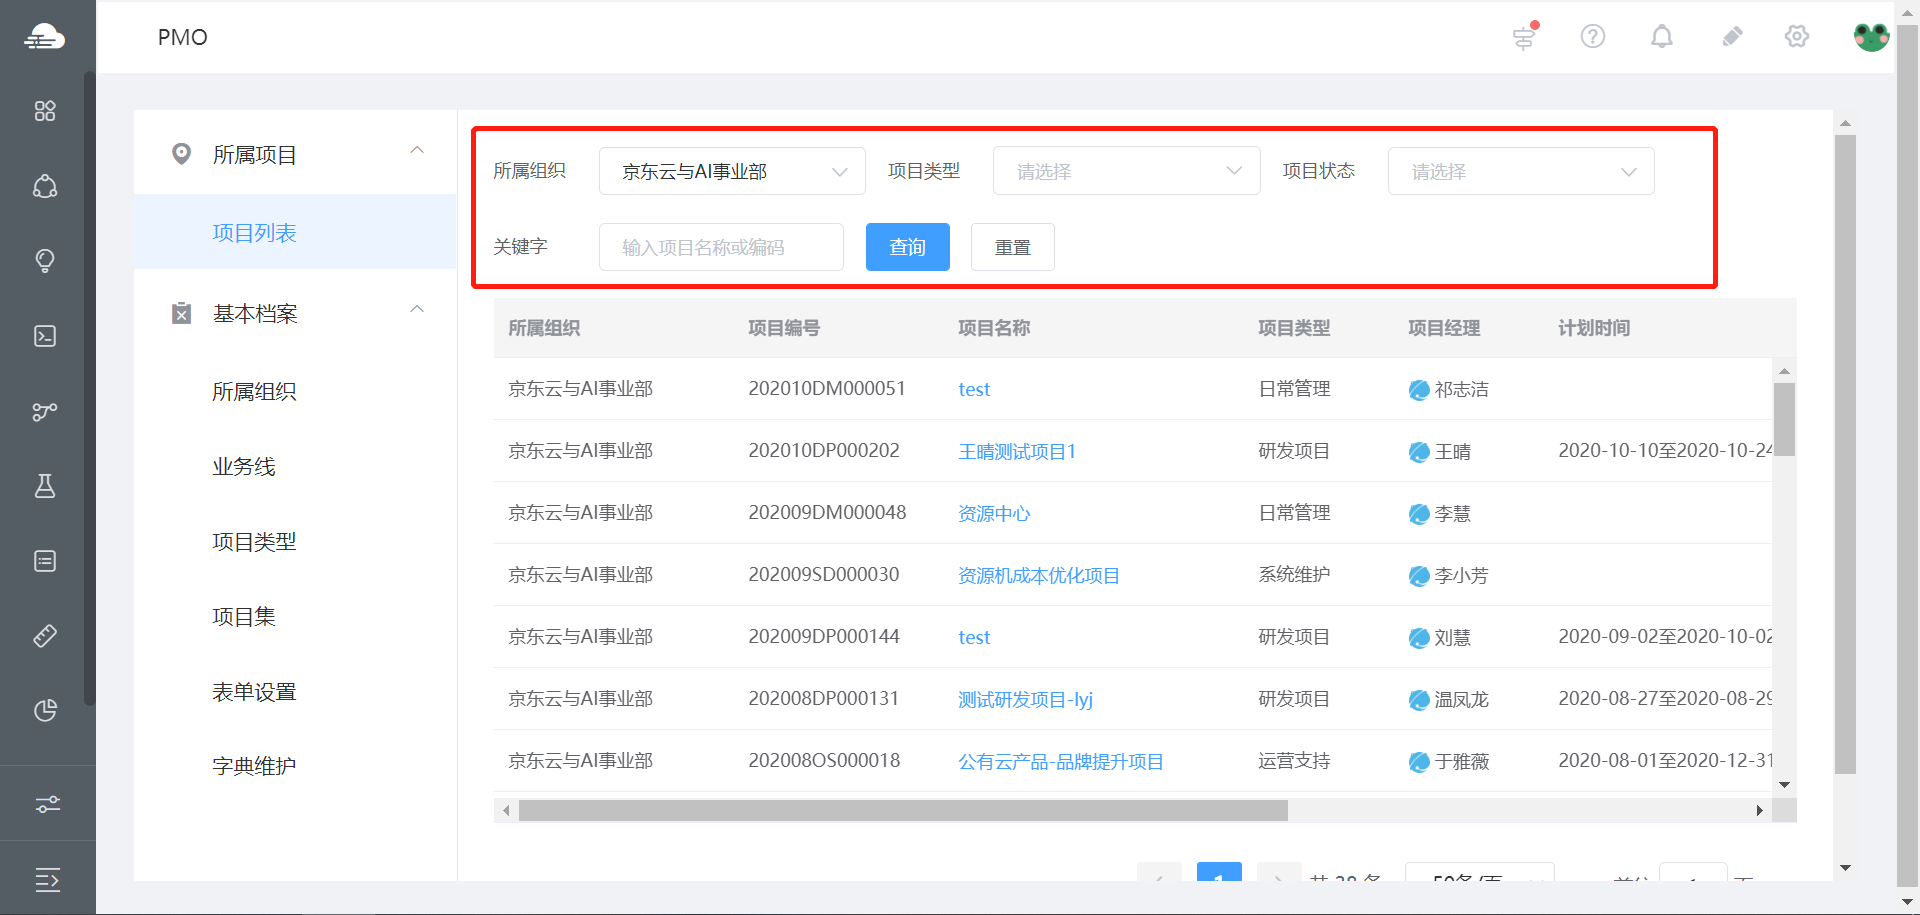 PMO
所属项目
项目列表
基本档案
所属组织
业务线
项目类型
项目集
表单设置
字典维护
所属组织 京东云与AI事业部 项目类型 请选择 项目状态 请选择
关键字 输入项目名称或编码 查询 重置
所属组织 项目编号 项目名称 项目类型 项目经理 计划时间
京东云与AI事业部 202010DM000051 test 日常管理 祁志洁
京东云与AI事业部 202010DP000202 王晴测试项目1 研发项目 王晴 2020-10-10至2020-10-24
京东云与AI事业部 202009DM000048 资源中心 日常管理 李慧
京东云与AI事业部 202009SD000030 资源机成本优化项目 系统维护 李小芳
京东云与AI事业部 202009DP000144 test 研发项目 刘慧 2020-09-02至2020-10-02
京东云与AI事业部 202008DP000131 测试研发项目-lyj 研发项目 温凤龙 2020-08-27至2020-08-29
京东云与AI事业部 202008OS000018 公有云产品-品牌提升项目 运营支持 于雅薇 2020-08-01至2020-12-31
1 共 38 条 50条/页 前往 1 页